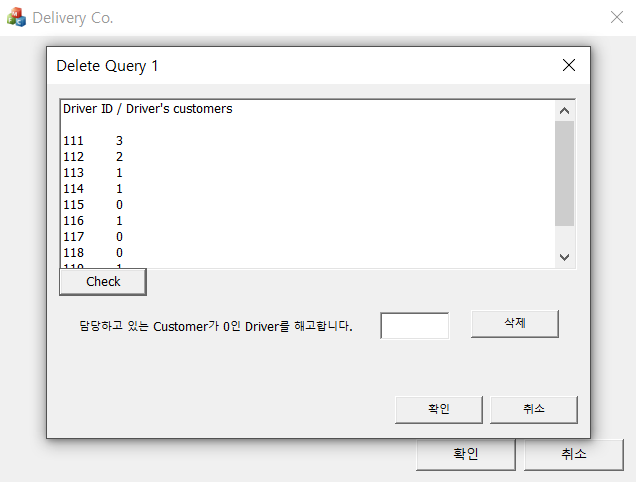 Delivery Co.
Delete Query 1
Driver ID / Driver's customers
111 3
112 2
113 1
114 1
115 0
116 1
117 0
118 0
119 1
Check
담당하고 있는 Customer가 0인 Driver를 해고합니다.
삭제
확인 취소
확인 취소